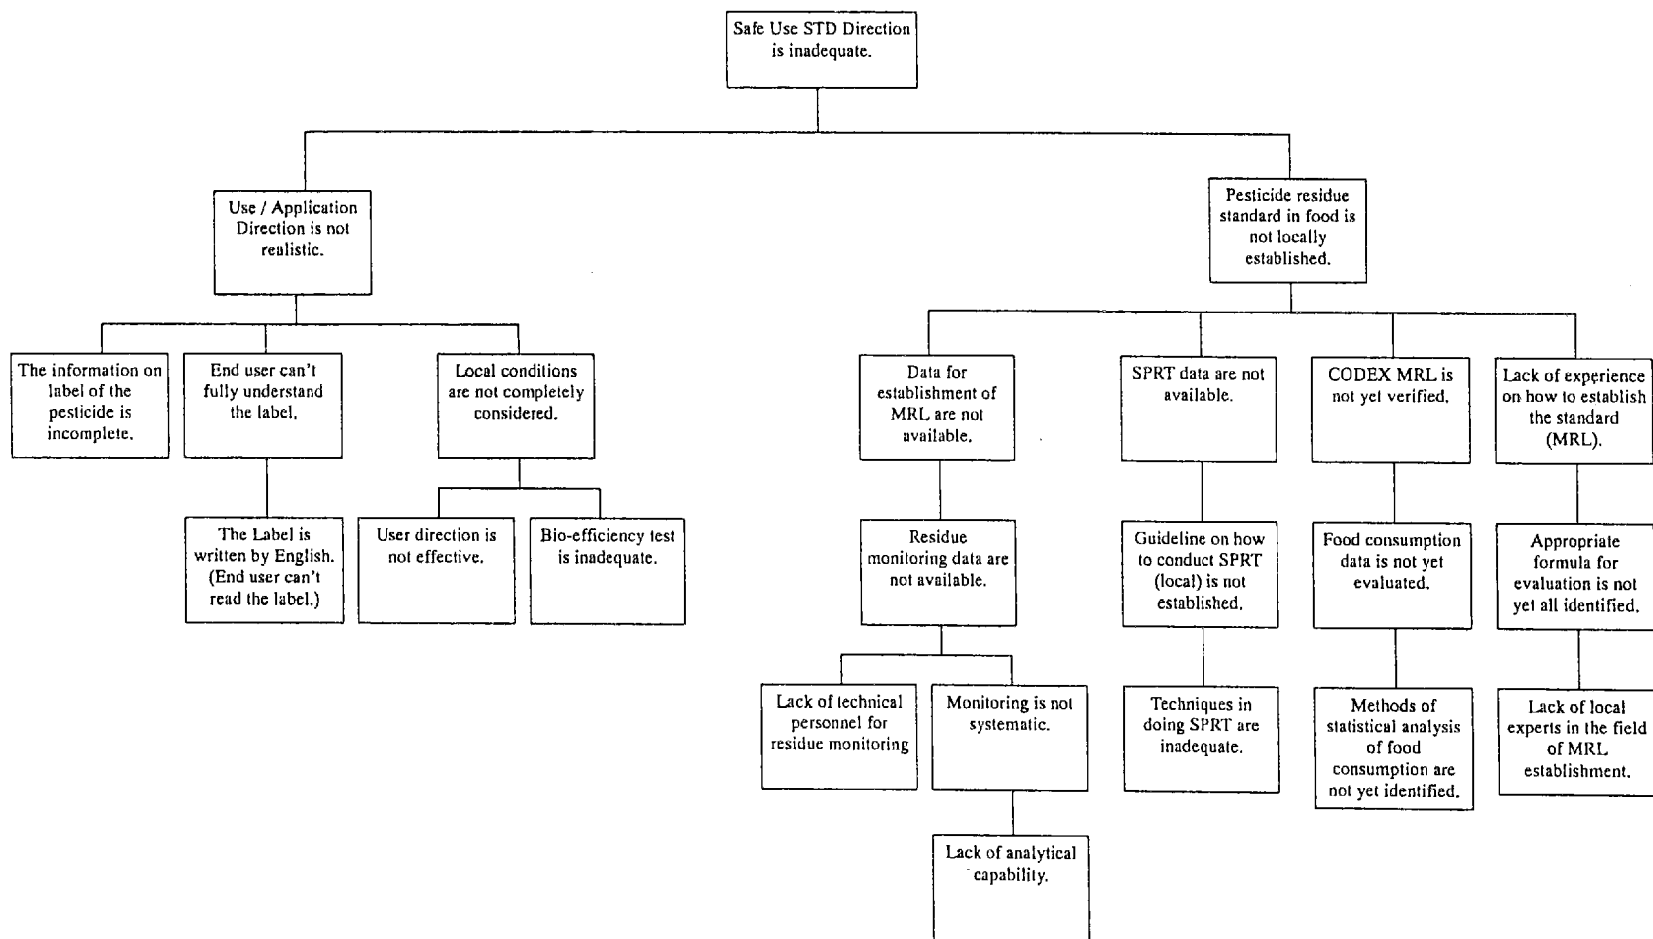 Safe Use STD Direction
is inadequate.
Use / Application
Direction is not
realistic.
Pesticide residue
standard in food is
not locally
established.
The information on
label of the
pesticide is
incomplete.
End user can't
fully understand
the label.
Local conditions
are not completely
considered.
Data for
establishment of
MRL are not
available.
SPRT data are not
available.
CODEX MRL is
not yet verified.
Lack of experience
on how to establish
the standard
(MRL).
The Label is
written by English.
(End user can't
read the label.)
User direction is
not effective.
Bio-efficiency test
is inadequate.
Residue
monitoring data are
not available.
Guideline on how
to conduct SPRT
(local) is not
established.
Food consumption
data is not yet
evaluated.
Appropriate
formula for
evaluation is not
yet all identified.
Lack of technical
personnel for
residue monitoring
Monitoring is not
systematic.
Techniques in
doing SPRT are
inadequate.
Methods of
statistical analysis
of food
consumption are
not yet identified.
Lack of local
experts in the field
of MRL
establishment.
Lack of analytical
capability.